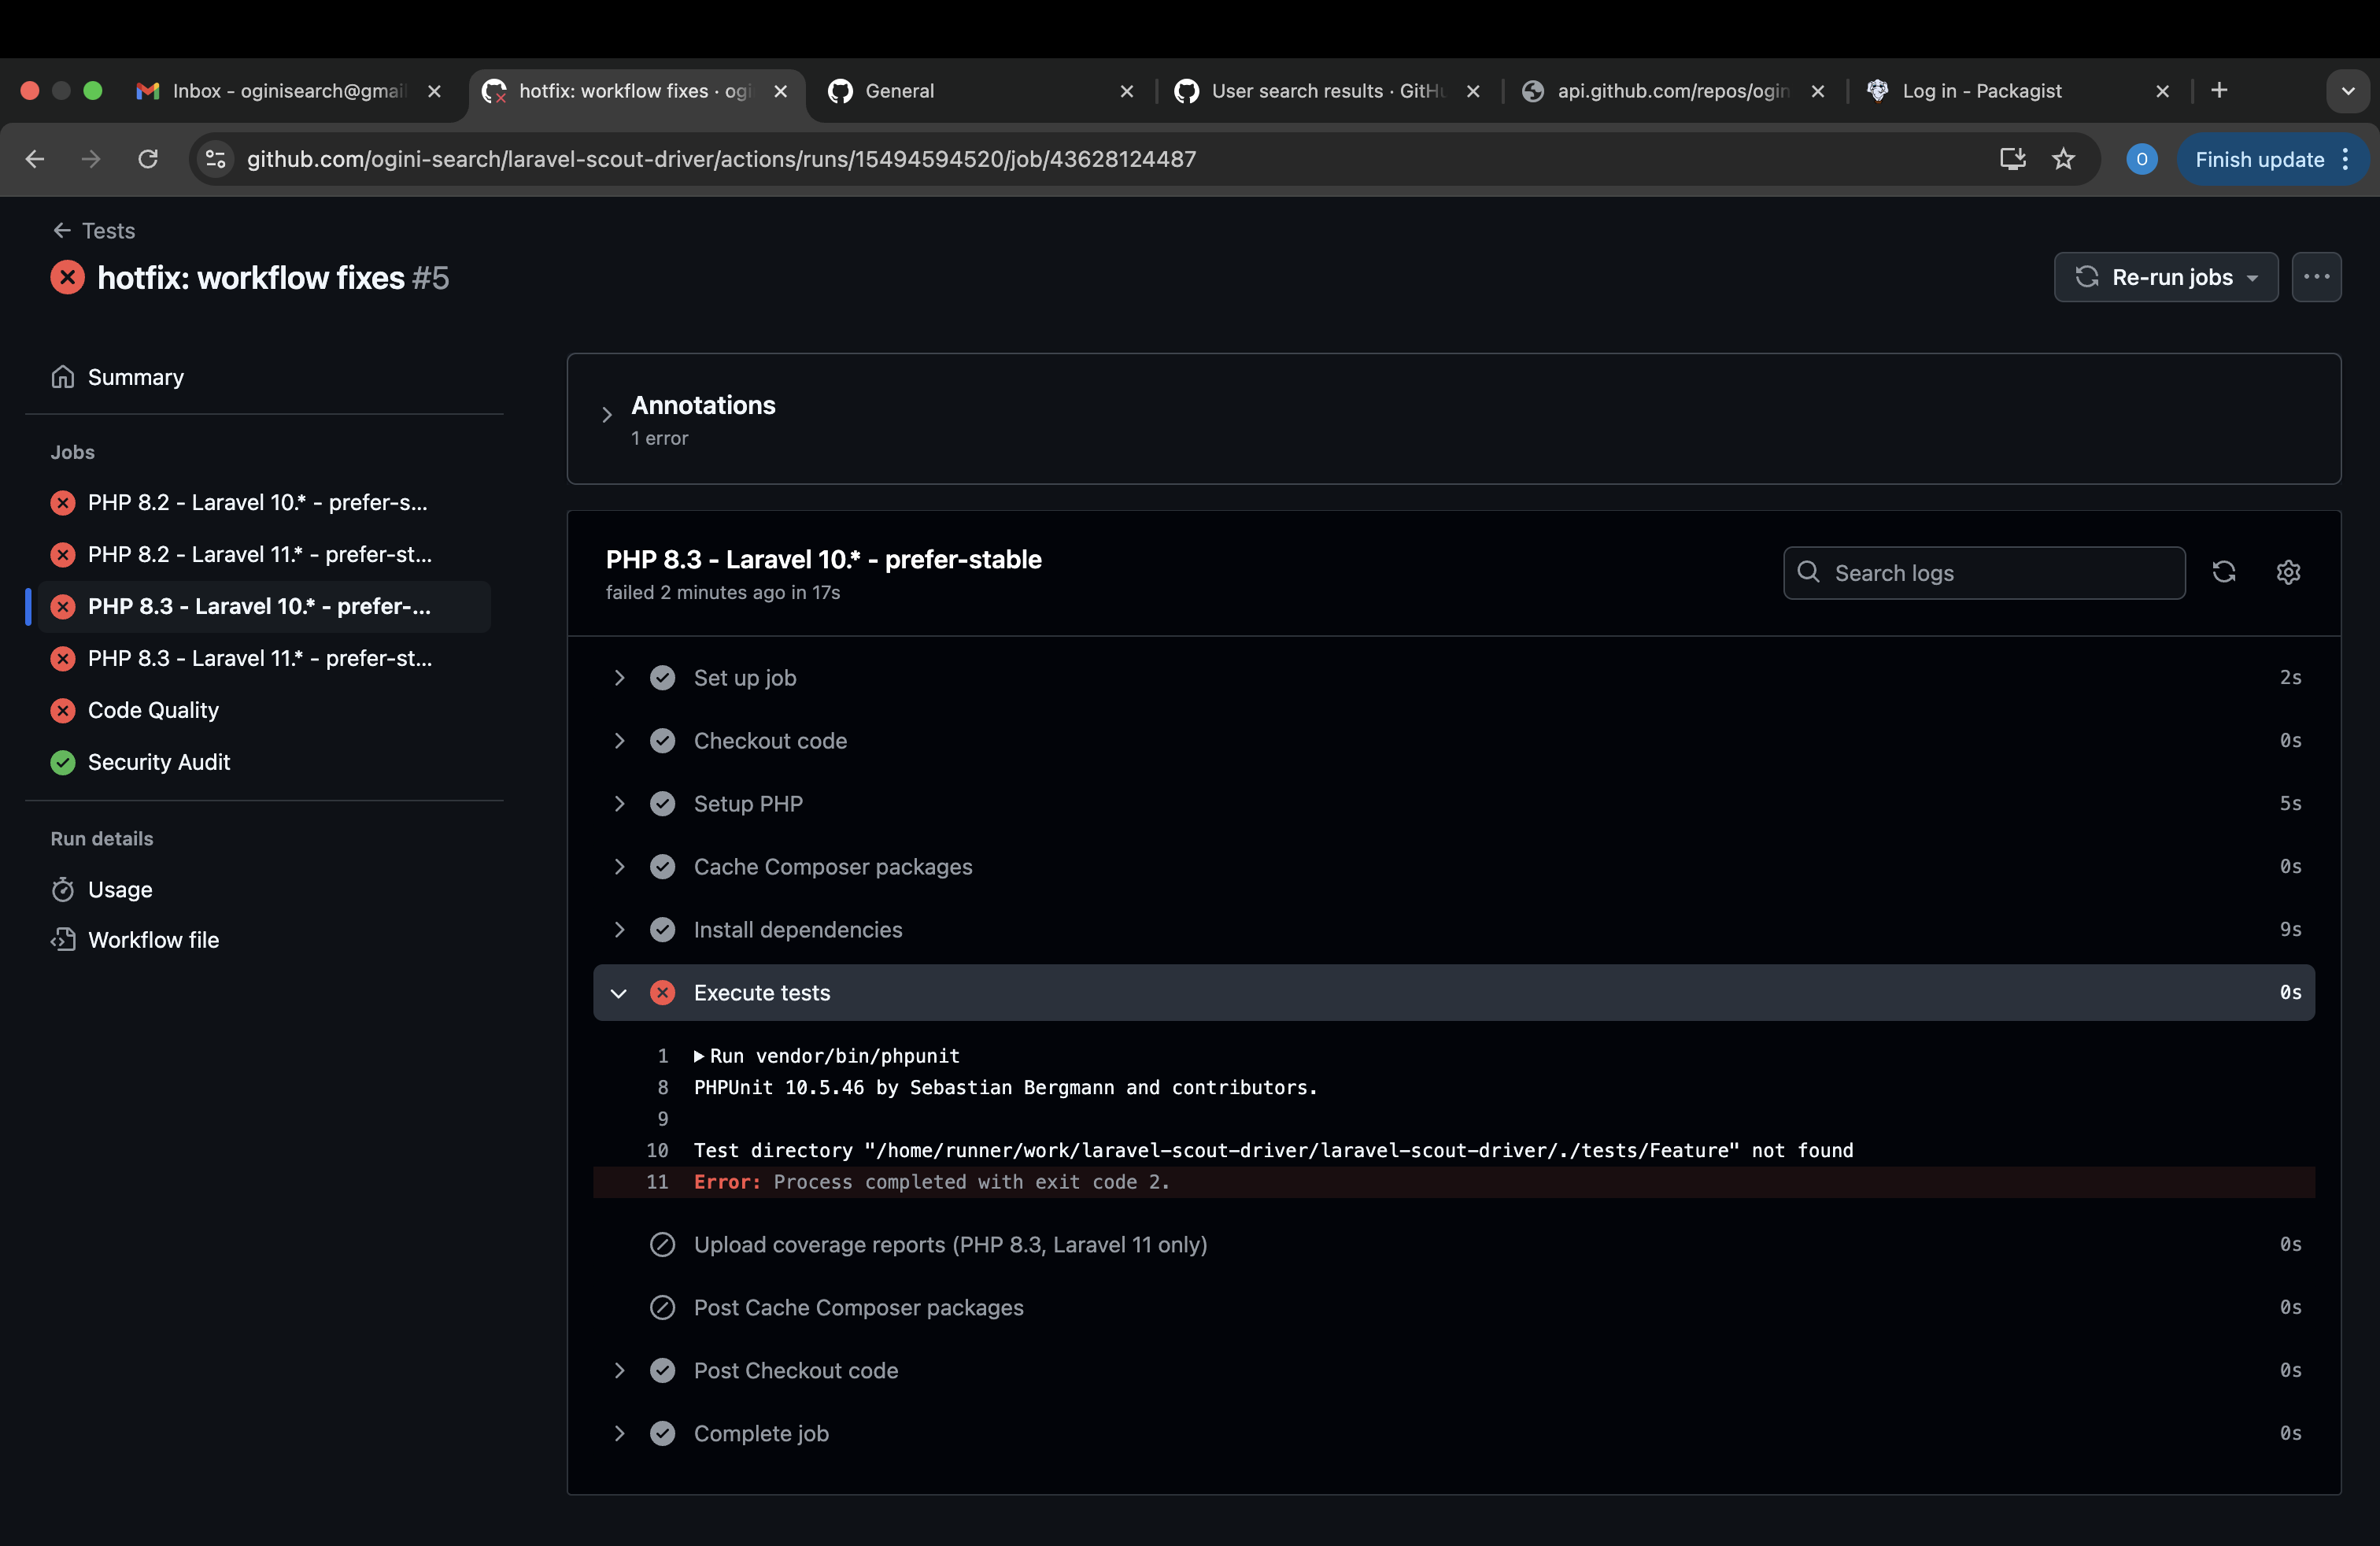 Inbox - oginisearch@gmail
hotfix: workflow fixes · ogi
General
User search results · GitHu
api.github.com/repos/ogin
Log in - Packagist
github.com/ogini-search/laravel-scout-driver/actions/runs/15494594520/job/43628124487
O
Finish update
Tests
hotfix: workflow fixes #5
Re-run jobs
Summary
Jobs
PHP 8.2 - Laravel 10.* - prefer-s...
PHP 8.2 - Laravel 11.* - prefer-st...
PHP 8.3 - Laravel 10.* - prefer-...
PHP 8.3 - Laravel 11.* - prefer-st...
Code Quality
Security Audit
Run details
Usage
Workflow file
Annotations
1 error
PHP 8.3 - Laravel 10.* - prefer-stable
failed 2 minutes ago in 17s
Search logs
Set up job 2s
Checkout code 0s
Setup PHP 5s
Cache Composer packages 0s
Install dependencies 9s
Execute tests 0s
1 Run vendor/bin/phpunit
8 PHPUnit 10.5.46 by Sebastian Bergmann and contributors.
9
10 Test directory "/home/runner/work/laravel-scout-driver/laravel-scout-driver/./tests/Feature" not found
11 Error: Process completed with exit code 2.
Upload coverage reports (PHP 8.3, Laravel 11 only) 0s
Post Cache Composer packages 0s
Post Checkout code 0s
Complete job 0s